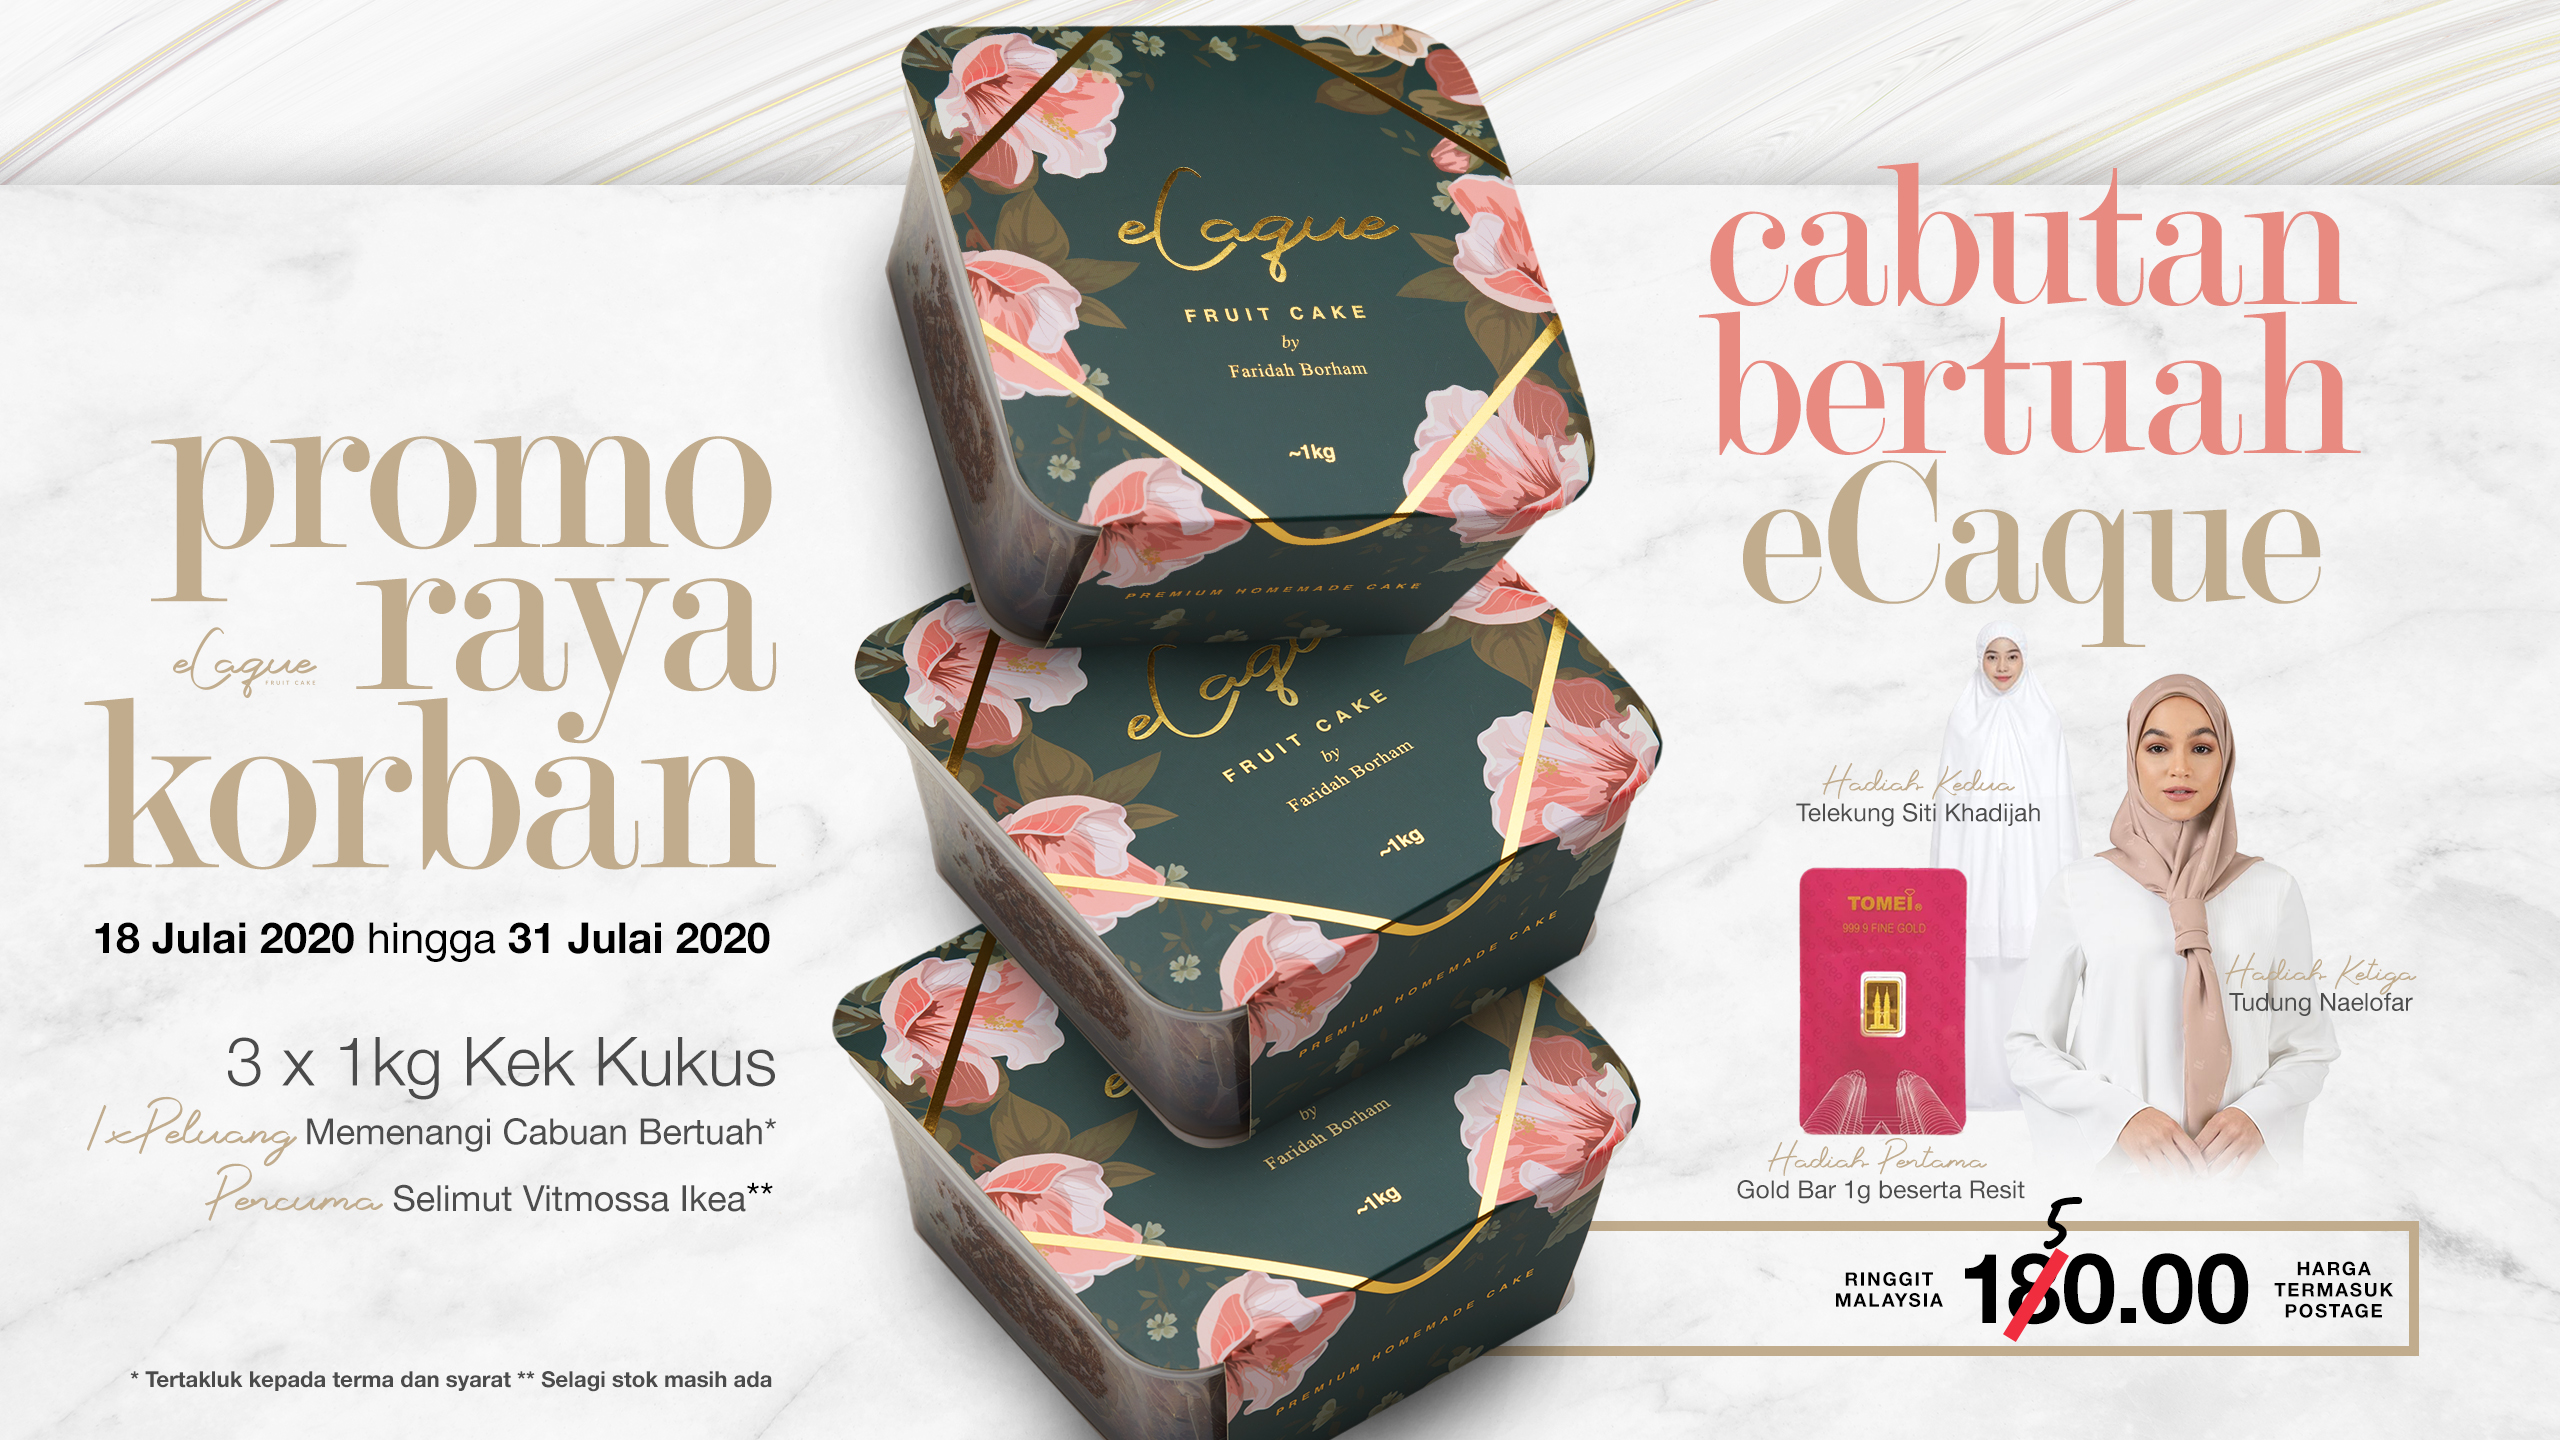 promo
raya
eCaque
FRUIT CAKE
korban
18 Julai 2020 hingga 31 Julai 2020
3 x 1kg Kek Kukus
1xPeluang Memenangi Cabuan Bertuah*
Percuma Selimut Vitmossa Ikea**
* Tertakluk kepada terma dan syarat ** Selagi stok masih ada
eCaque
FRUIT CAKE
by
Faridah Borham
~1kg
PREMIUM HOMEMADE CAKE
eCaque
FRUIT CAKE
by
Faridah Borham
~1kg
PREMIUM HOMEMADE CAKE
by
Faridah Borham
~1kg
PREMIUM HOMEMADE CAKE
cabutan
bertuah
eCaque
Hadiah Kedua
Telekung Siti Khadijah
TOMEI®
999 9 FINE GOLD
Hadiah Ketiga
Tudung Naelofar
Hadiah Pertama
Gold Bar 1g beserta Resit
5
RINGGIT
MALAYSIA
180.00
HARGA
TERMASUK
POSTAGE